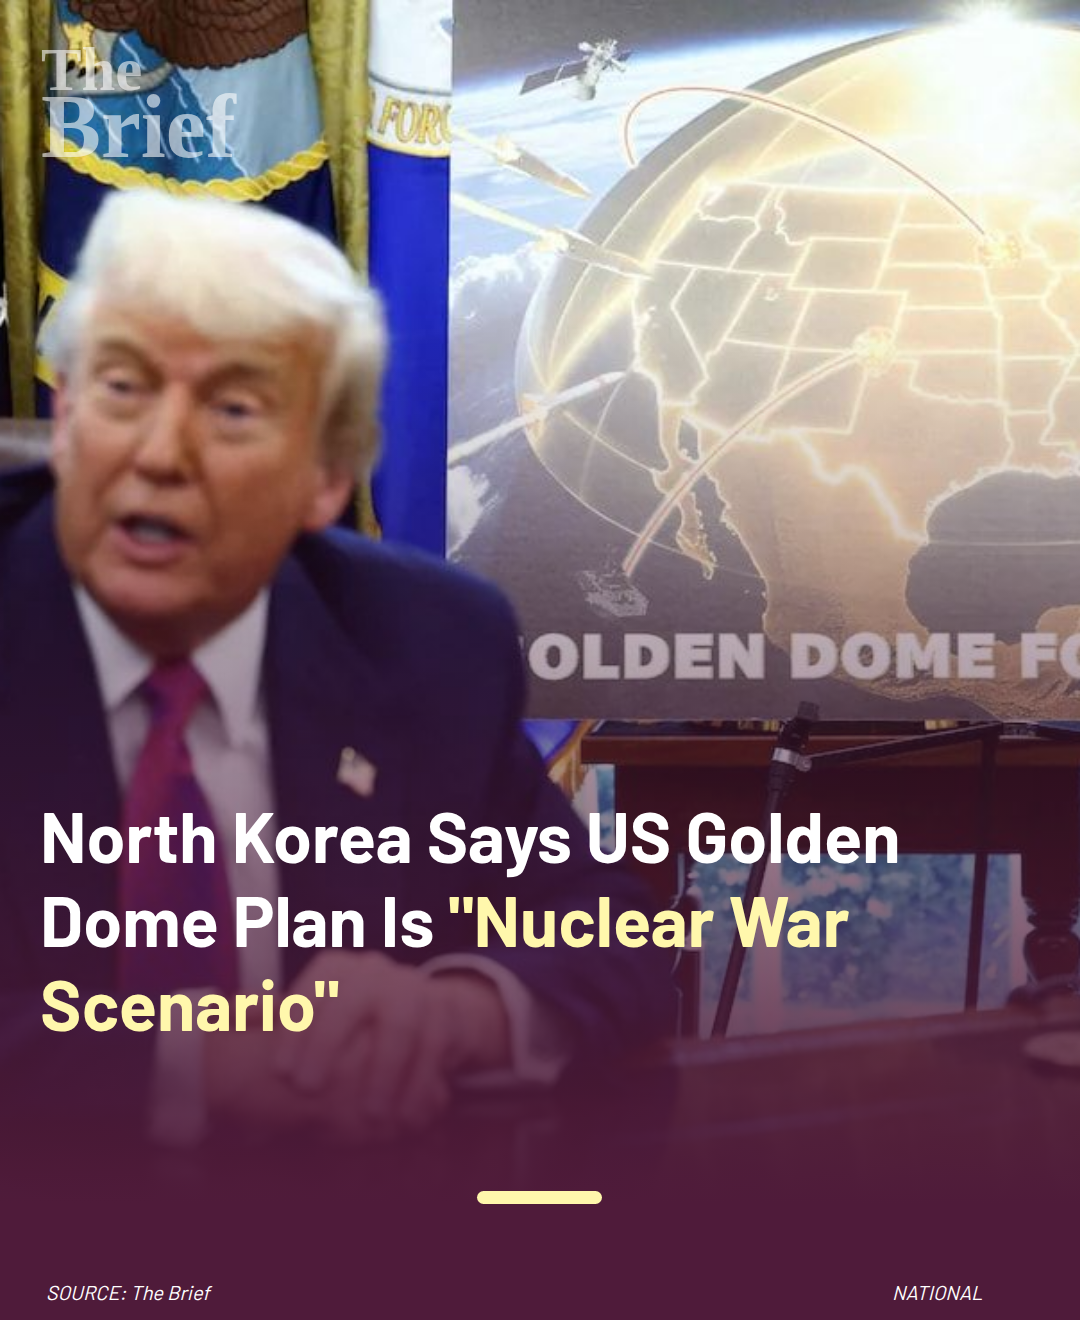 The
Brief
FORC
OLDEN DOME FO
North Korea Says US Golden
Dome Plan Is "Nuclear War
Scenario"
SOURCE: The Brief
NATIONAL